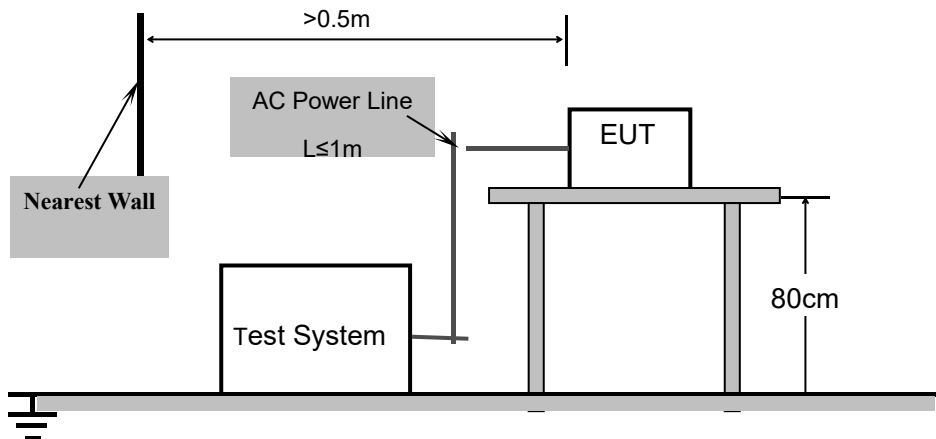 >0.5m
AC Power Line
L≤1m
EUT
Nearest Wall
80cm
Test System